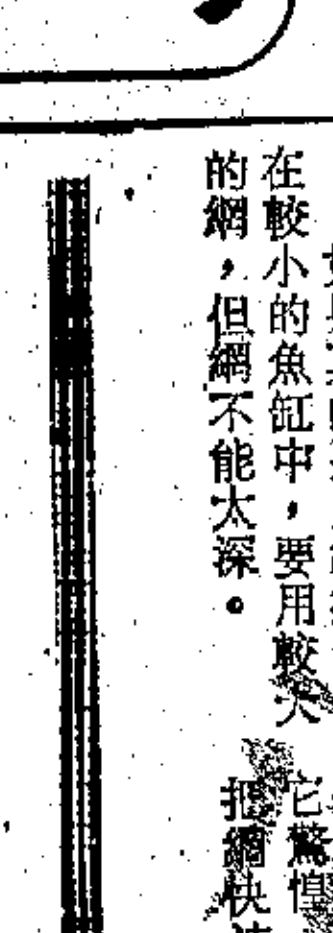 在較小的魚缸中，要用較大
的網，但網不能太深。
它驚惶
把網快速